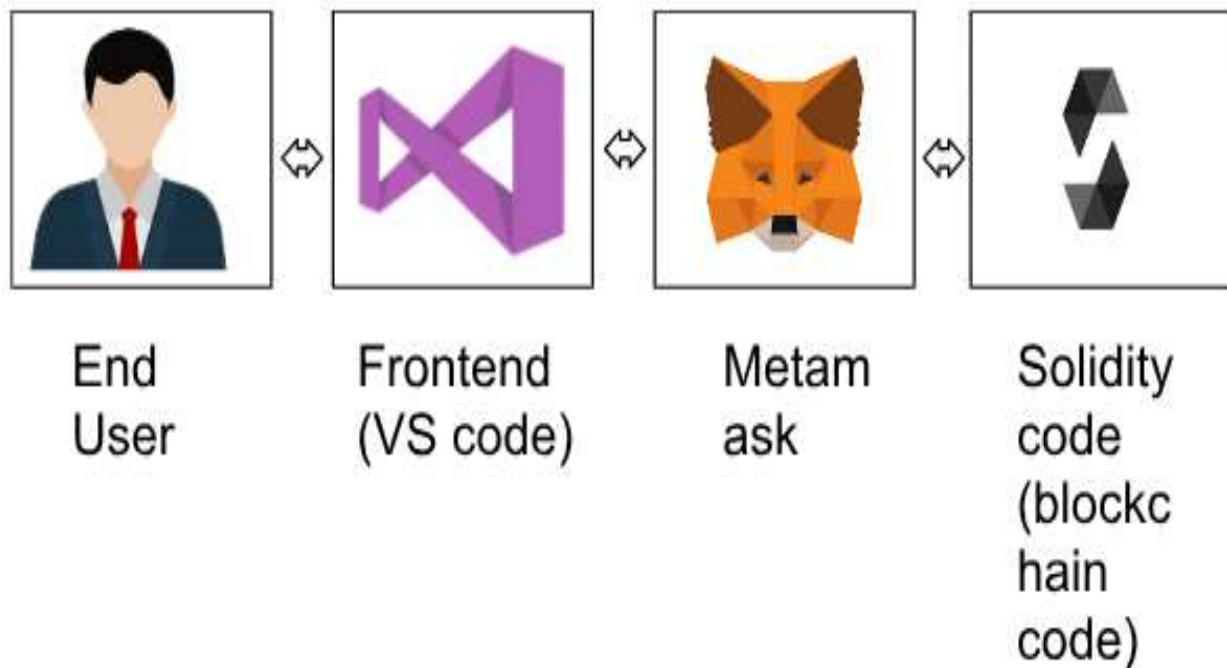 End
User
Frontend
(VS code)
Metam
ask
Solidity
code
(blockc
hain
code)